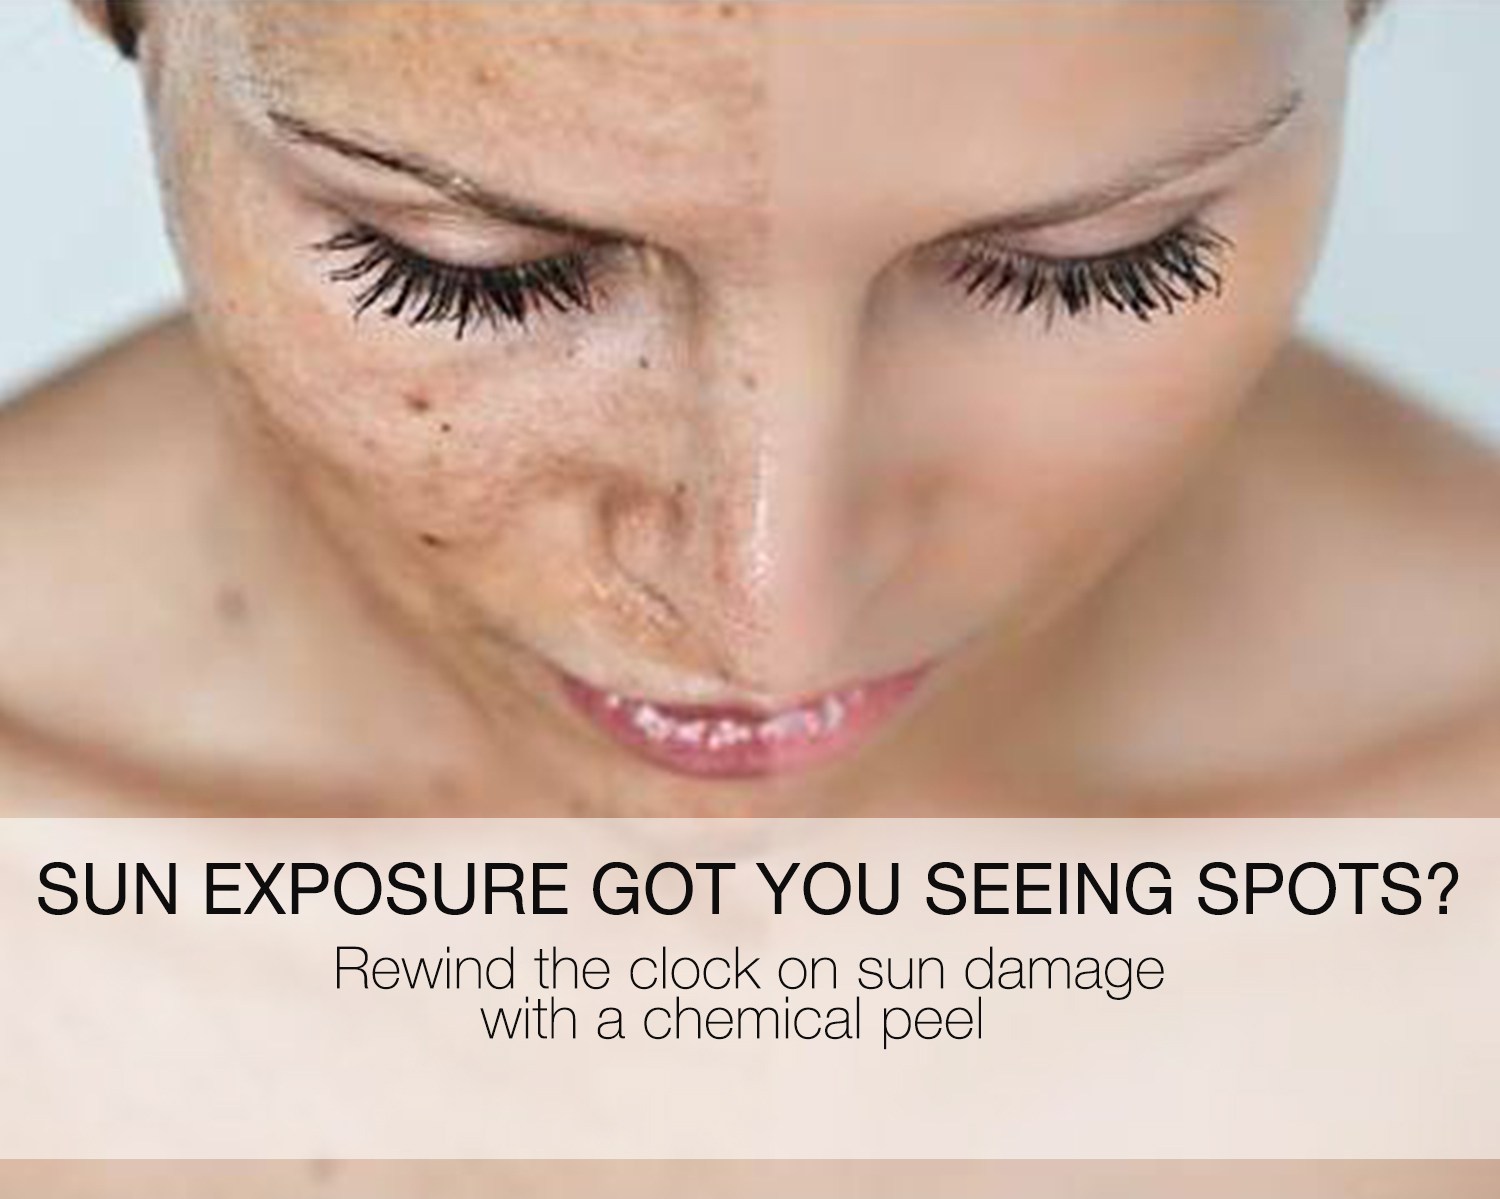 SUN EXPOSURE GOT YOU SEEING SPOTS?
Rewind the clock on sun damage
with a chemical peel